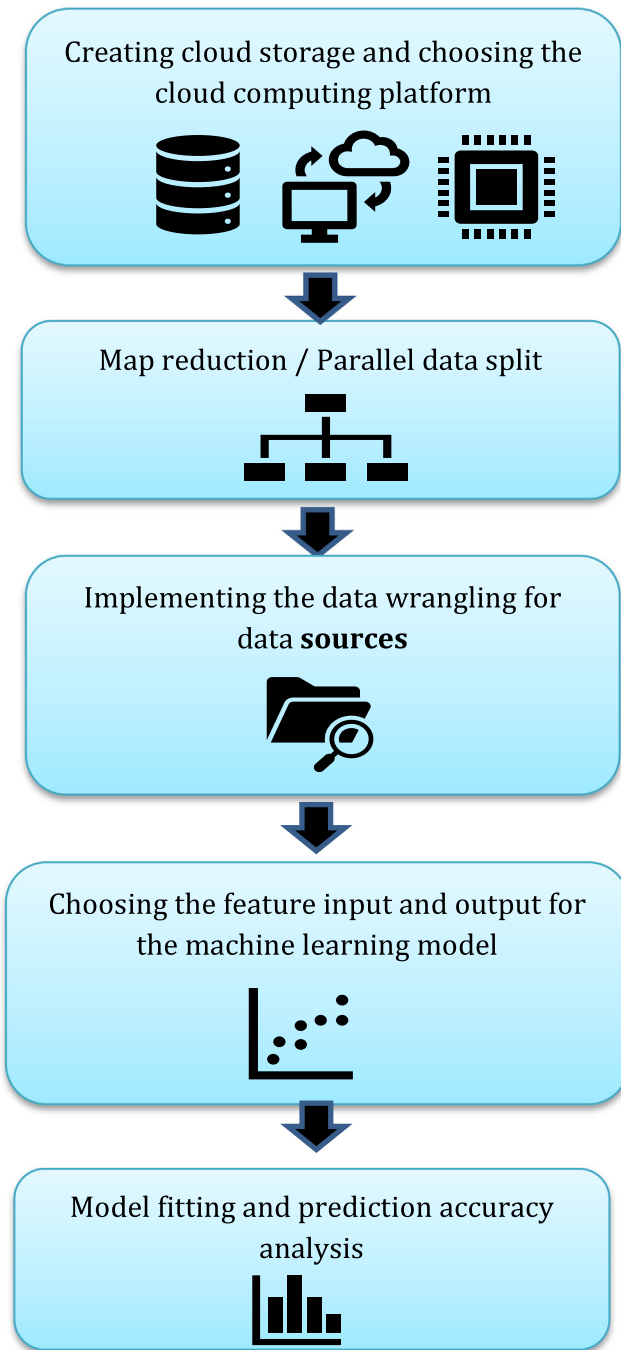 Creating cloud storage and choosing the
cloud computing platform
Map reduction / Parallel data split
Implementing the data wrangling for
data sources
Choosing the feature input and output for
the machine learning model
Model fitting and prediction accuracy
analysis